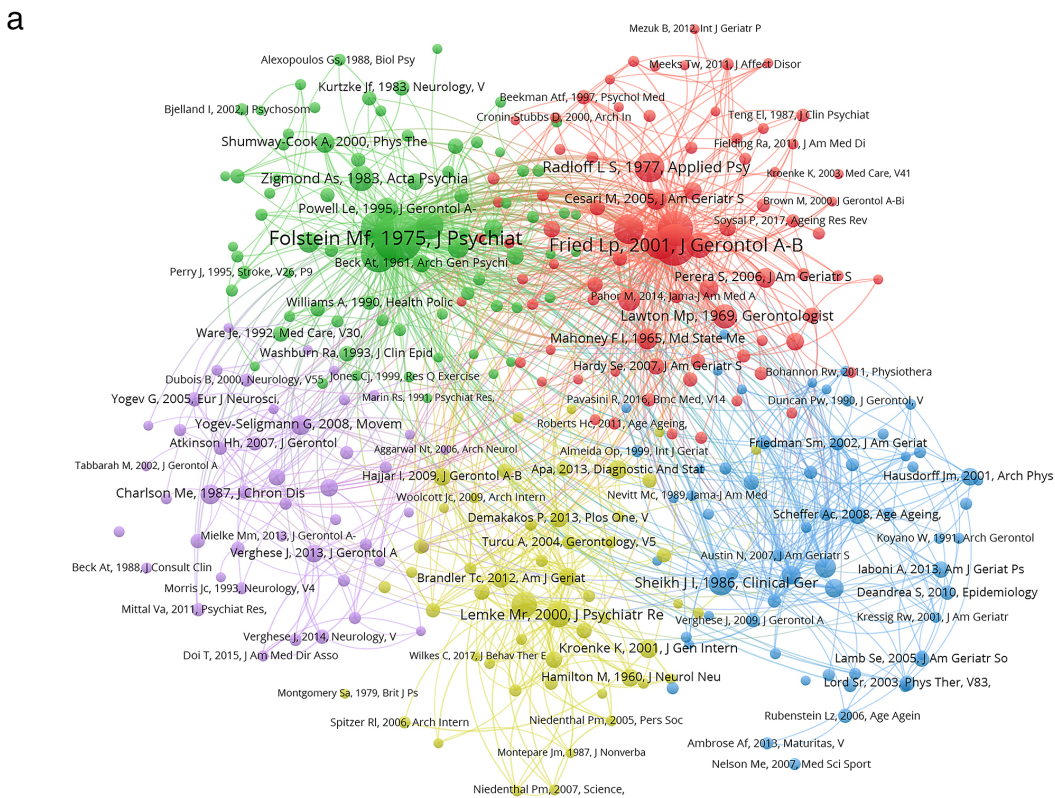 a
Mezuk B, 2012, Int J Geriatr P
Alexopoulos Gs, 1988, Biol Psy
Meeks Tw, 2011, J Affect Disor
Kurtzke Jf, 1983, Neurology, V
Beekman Atf, 1997, Psychol Med
Bjelland I, 2002, J Psychosom
Cronin-Stubbs D, 2000, Arch In
Teng El, 1987, J Clin Psychiat
Shumway-Cook A, 2000, Phys The
Fielding Ra, 2011, J Am Med Di
Radloff L S, 1977, Applied Psy
Kroenke K, 2003, Med Care, V41
Zigmond As, 1983, Acta Psychia
Cesari M, 2005, J Am Geriatr S
Brown M, 2000, J Gerontol A-Bi
Powell Le, 1995, J Gerontol A-
Soysal P, 2017, Ageing Res Rev
Folstein Mf, 1975, J Psychiat
Fried Lp, 2001, J Gerontol A-B
Beck At, 1961, Arch Gen Psychi
Perry J, 1995, Stroke, V26, P9
Perera S, 2006, J Am Geriatr S
Pahor M, 2014, Jama-J Am Med A
Williams A, 1990, Health Polic
Lawton Mp, 1969, Gerontologist
Ware Je, 1992, Med Care, V30,
Mahoney F I, 1965, Md State Me
Washburn Ra, 1993, J Clin Epid
Hardy Se, 2007, J Am Geriatr S
Bohannon Rw, 2011, Physiothera
Dubois B, 2000, Neurology, V55
Jones Cj, 1999, Res Q Exercise
Yogev G, 2005, Eur J Neurosci,
Marin Rs, 1991, Psychiat Res,
Pavasini R, 2016, Bmc Med, V14
Duncan Pw, 1990, J Gerontol, V
Yogev-Seligmann G, 2008, Movem
Roberts Hc, 2011, Age Ageing,
Atkinson Hh, 2007, J Gerontol
Friedman Sm, 2002, J Am Geriat
Aggarwal Nt, 2006, Arch Neurol
Almeida Op, 1999, Int J Geriat
Tabbarah M, 2002, J Gerontol A
Hajjar I, 2009, J Gerontol A-B
Apa, 2013, Diagnostic And Stat
Hausdorff Jm, 2001, Arch Phys
Charlson Me, 1987, J Chron Dis
Woolcott Jc, 2009, Arch Intern
Nevitt Mc, 1989, Jama-J Am Med
Demakakos P, 2013, Plos One, V
Scheffer Ac, 2008, Age Ageing,
Mielke Mm, 2013, J Gerontol A-
Turcu A, 2004, Gerontology, V5
Koyano W, 1991, Arch Gerontol
Verghese J, 2013, J Gerontol A
Austin N, 2007, J Am Geriatr S
Beck At, 1988, J Consult Clin
Iaboni A, 2013, Am J Geriat Ps
Brandler Tc, 2012, Am J Geriat
Sheikh J I, 1986, Clinical Ger
Morris Jc, 1993, Neurology, V4
Deandrea S, 2010, Epidemiology
Mittal Va, 2011, Psychiat Res,
Lemke Mr, 2000, J Psychiatr Re
Verghese J, 2009, J Gerontol A
Kressig Rw, 2001, J Am Geriatr
Verghese J, 2014, Neurology, V
Kroenke K, 2001, J Gen Intern
Doi T, 2015, J Am Med Dir Asso
Wilkes C, 2017, J Behav Ther E
Lamb Se, 2005, J Am Geriatr So
Hamilton M, 1960, J Neurol Neu
Lord Sr, 2003, Phys Ther, V83,
Montgomery Sa, 1979, Brit J Ps
Rubenstein Lz, 2006, Age Agein
Spitzer Rl, 2006, Arch Intern
Niedenthal Pm, 2005, Pers Soc
Ambrose Af, 2013, Maturitas, V
Montepare Jm, 1987, J Nonverba
Nelson Me, 2007, Med Sci Sport
Niedenthal Pm, 2007, Science,